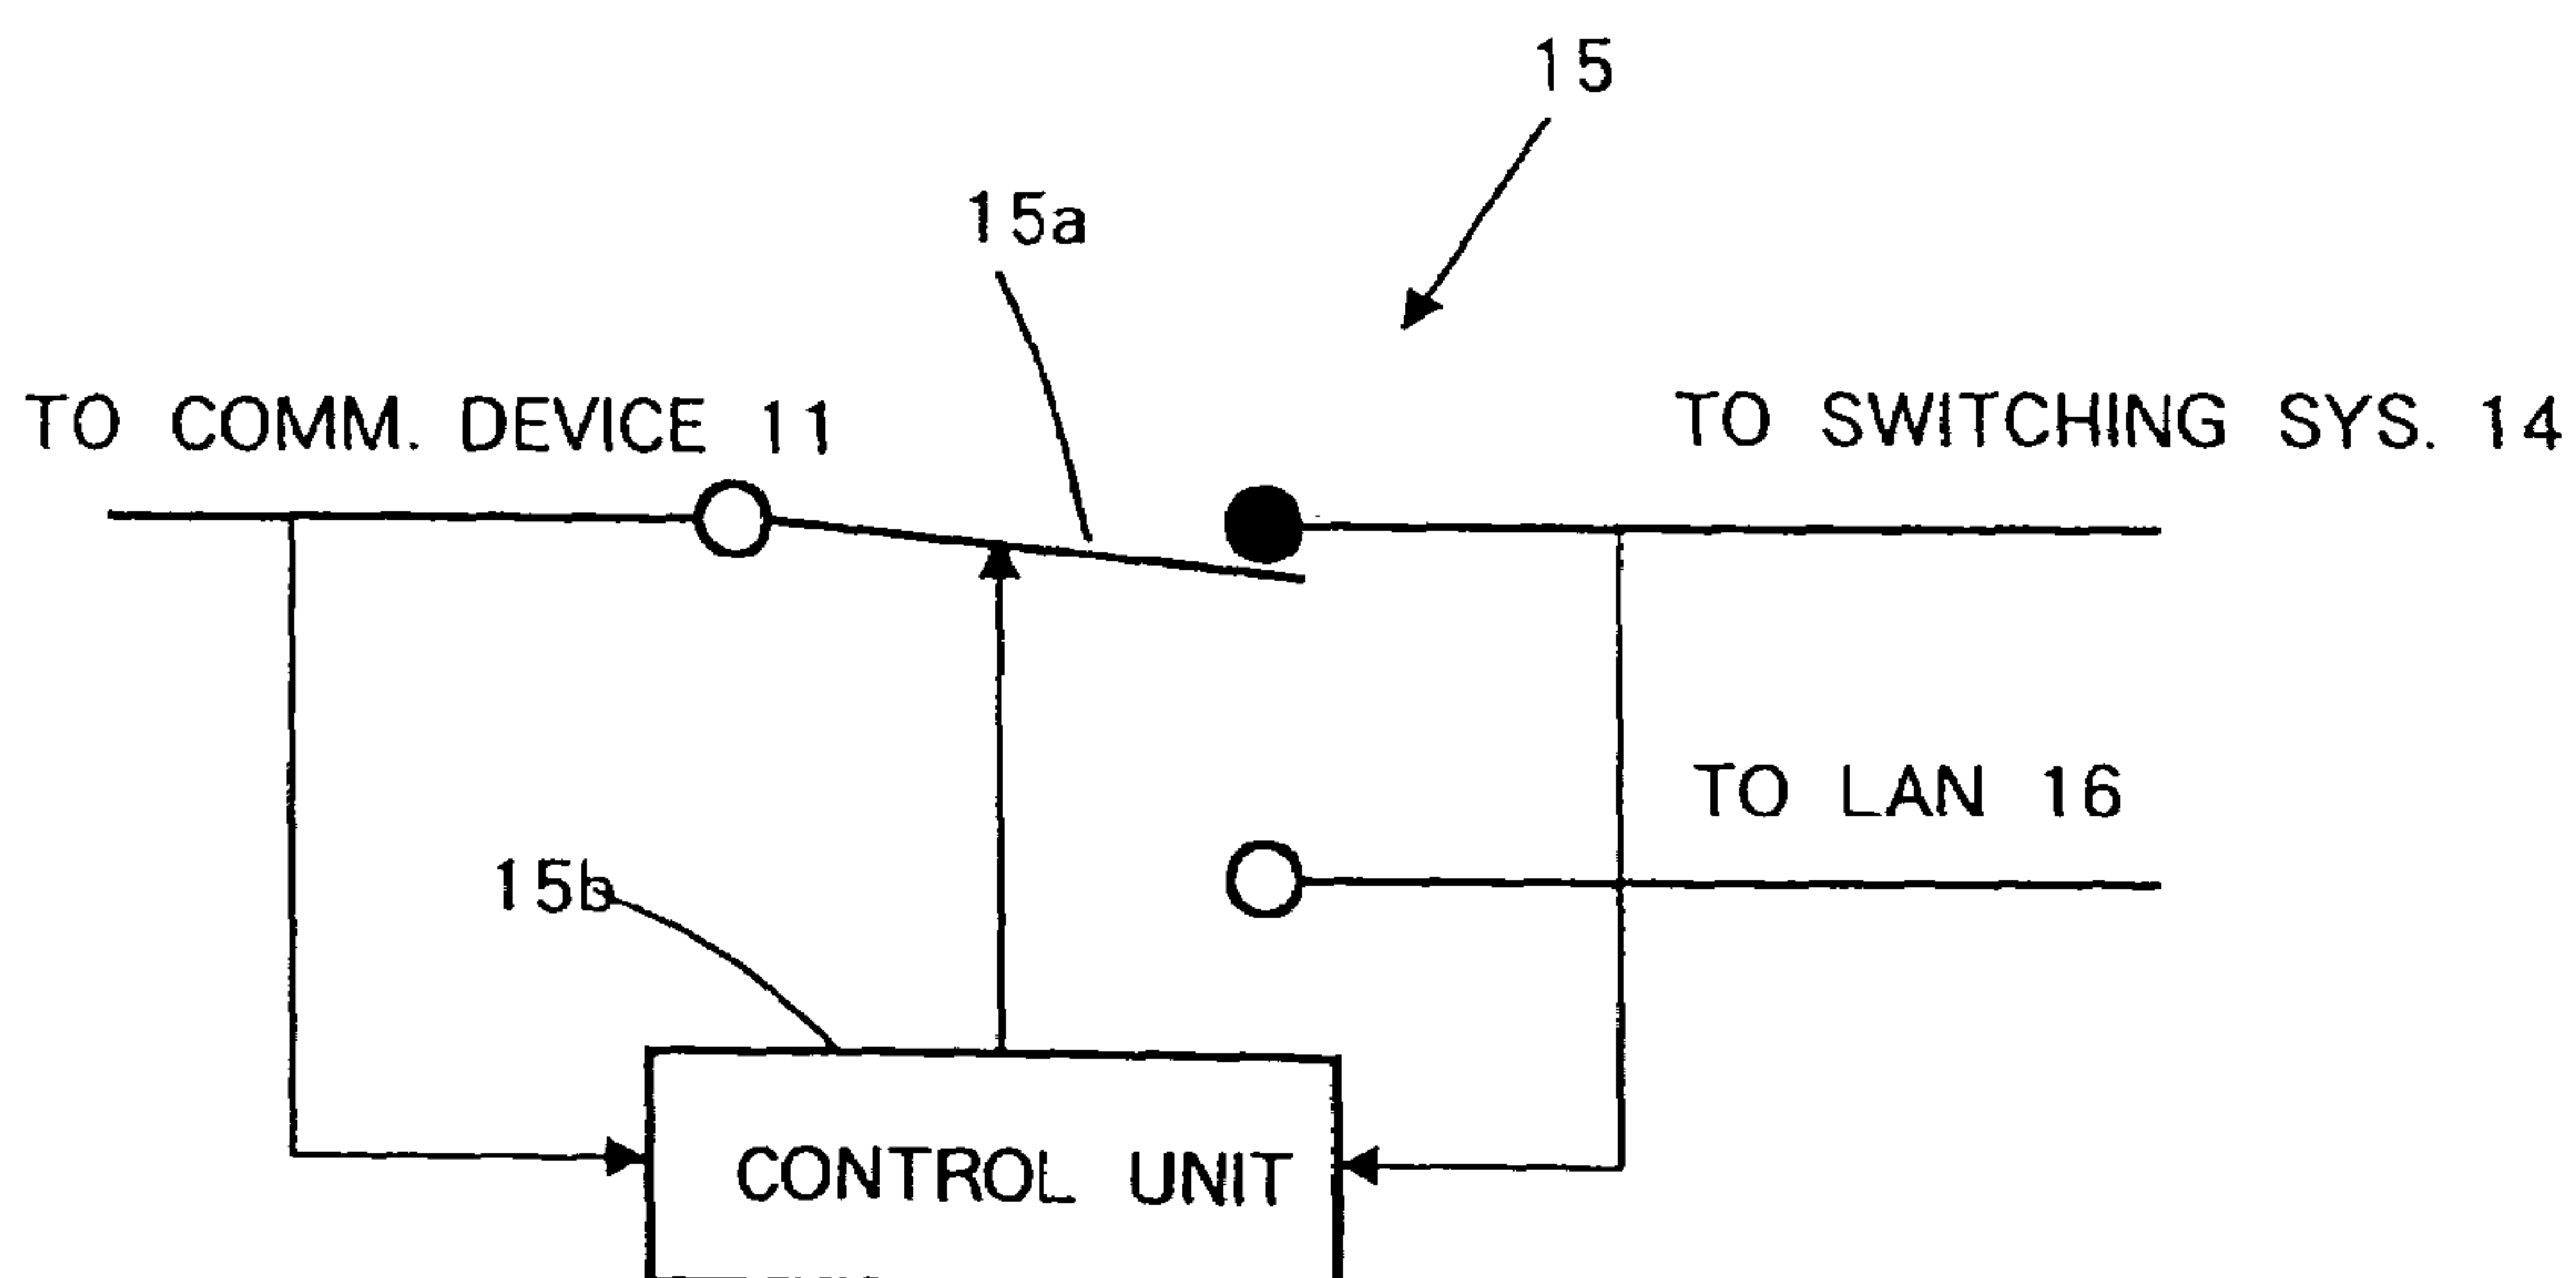 15
15a
TO COMM. DEVICE 11
TO SWITCHING SYS. 14
TO LAN 16
15b
CONTROL UNIT